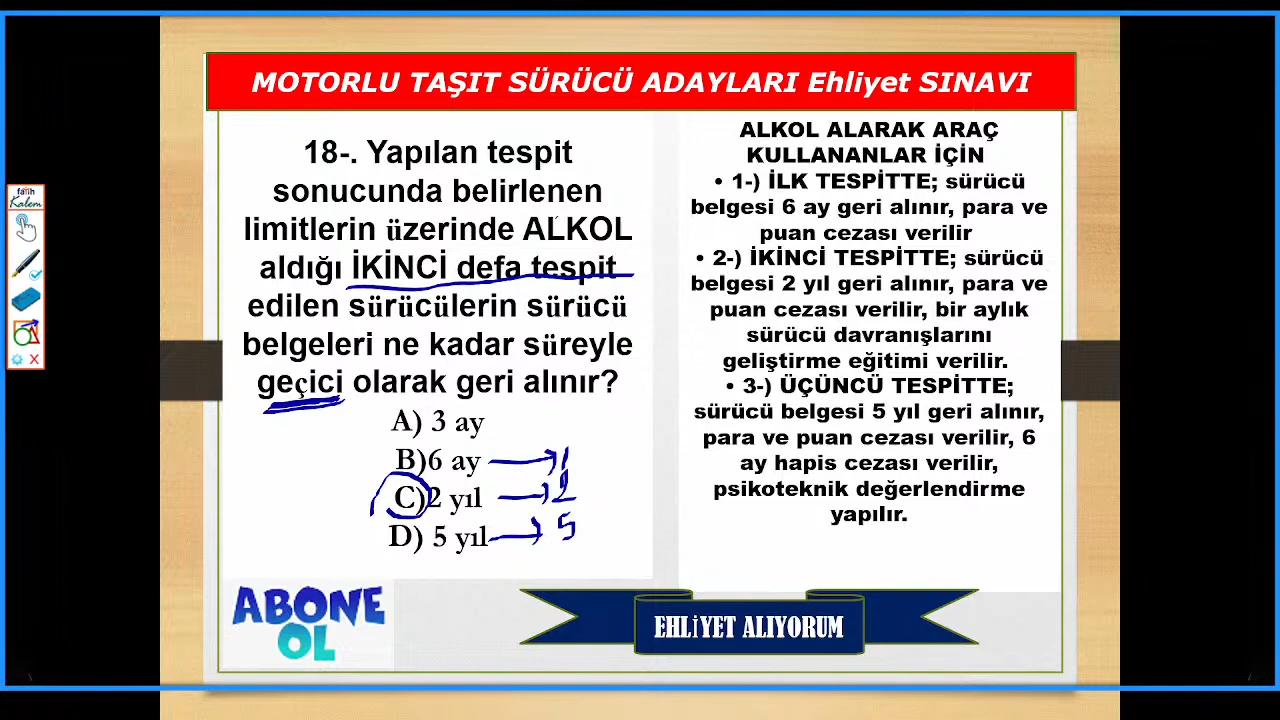 MOTORLU TAŞIT SÜRÜCÜ ADAYLARI Ehliyet SINAVI
fatih
Kalem
18-. Yapılan tespit
sonucunda belirlenen
limitlerin üzerinde ALKOL
aldığı İKİNCİ defa tespit
edilen sürücülerin sürücü
belgeleri ne kadar süreyle
geçici olarak geri alınır?
A) 3 ay
B)6 ay 1
C)2 yıl 2
D) 5 yıl 5
ALKOL ALARAK ARAÇ
KULLANANLAR İÇİN
• 1-) İLK TESPİTTE; sürücü
belgesi 6 ay geri alınır, para ve
puan cezası verilir
• 2-) İKİNCİ TESPİTTE; sürücü
belgesi 2 yıl geri alınır, para ve
puan cezası verilir, bir aylık
sürücü davranışlarını
geliştirme eğitimi verilir.
• 3-) ÜÇÜNCÜ TESPİTTE;
sürücü belgesi 5 yıl geri alınır,
para ve puan cezası verilir, 6
ay hapis cezası verilir,
psikoteknik değerlendirme
yapılır.
ABONE
OL
EHLİYET ALIYORUM